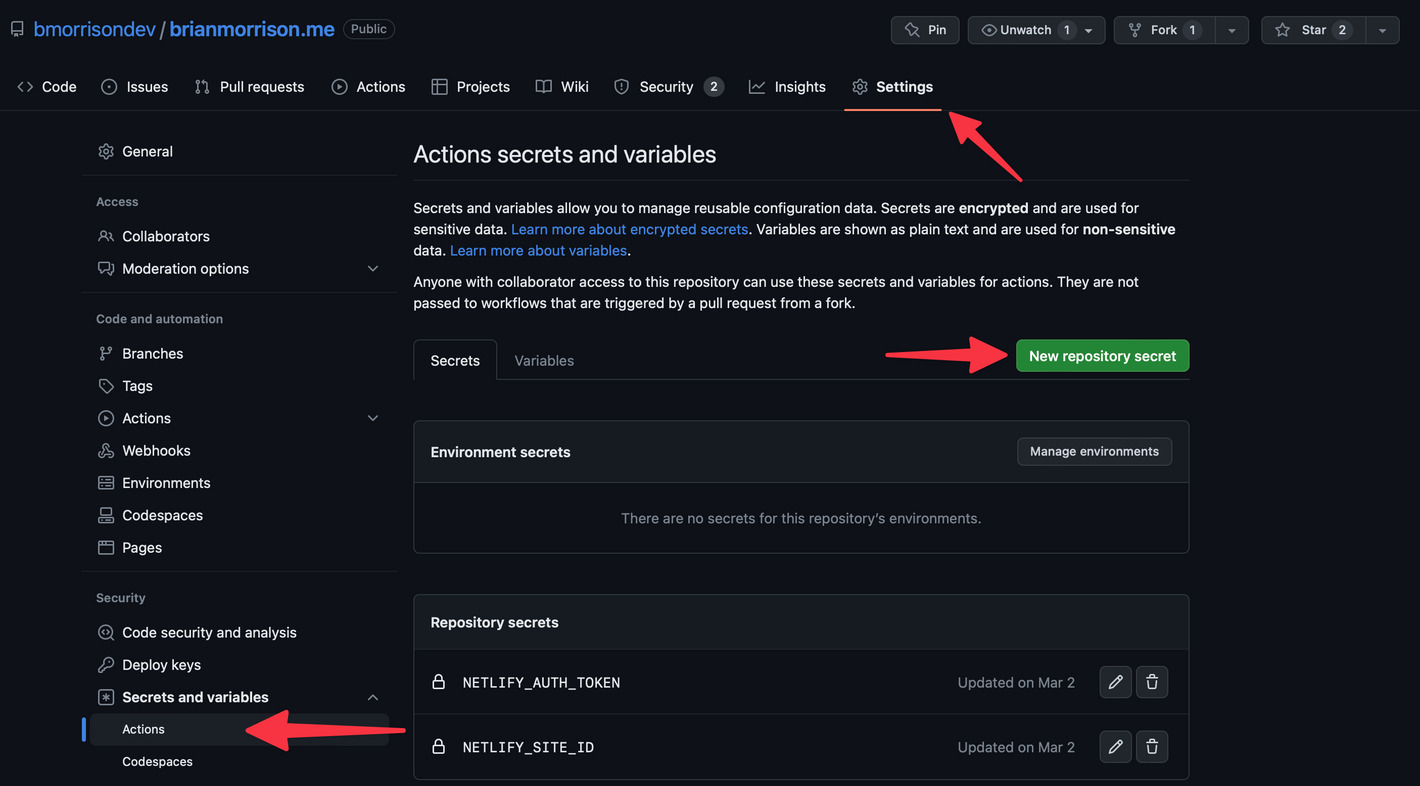 bmorrisondev / brianmorrison.me Public
Pin Unwatch 1 Fork 1 Star 2
Code Issues Pull requests Actions Projects Wiki Security 2 Insights Settings
General
Access
Collaborators
Moderation options
Code and automation
Branches
Tags
Actions
Webhooks
Environments
Codespaces
Pages
Security
Code security and analysis
Deploy keys
Secrets and variables
Actions
Codespaces
Actions secrets and variables
Secrets and variables allow you to manage reusable configuration data. Secrets are encrypted and are used for
sensitive data. Learn more about encrypted secrets. Variables are shown as plain text and are used for non-sensitive
data. Learn more about variables.
Anyone with collaborator access to this repository can use these secrets and variables for actions. They are not
passed to workflows that are triggered by a pull request from a fork.
Secrets Variables New repository secret
Environment secrets Manage environments
There are no secrets for this repository’s environments.
Repository secrets
NETLIFY_AUTH_TOKEN Updated on Mar 2
NETLIFY_SITE_ID Updated on Mar 2